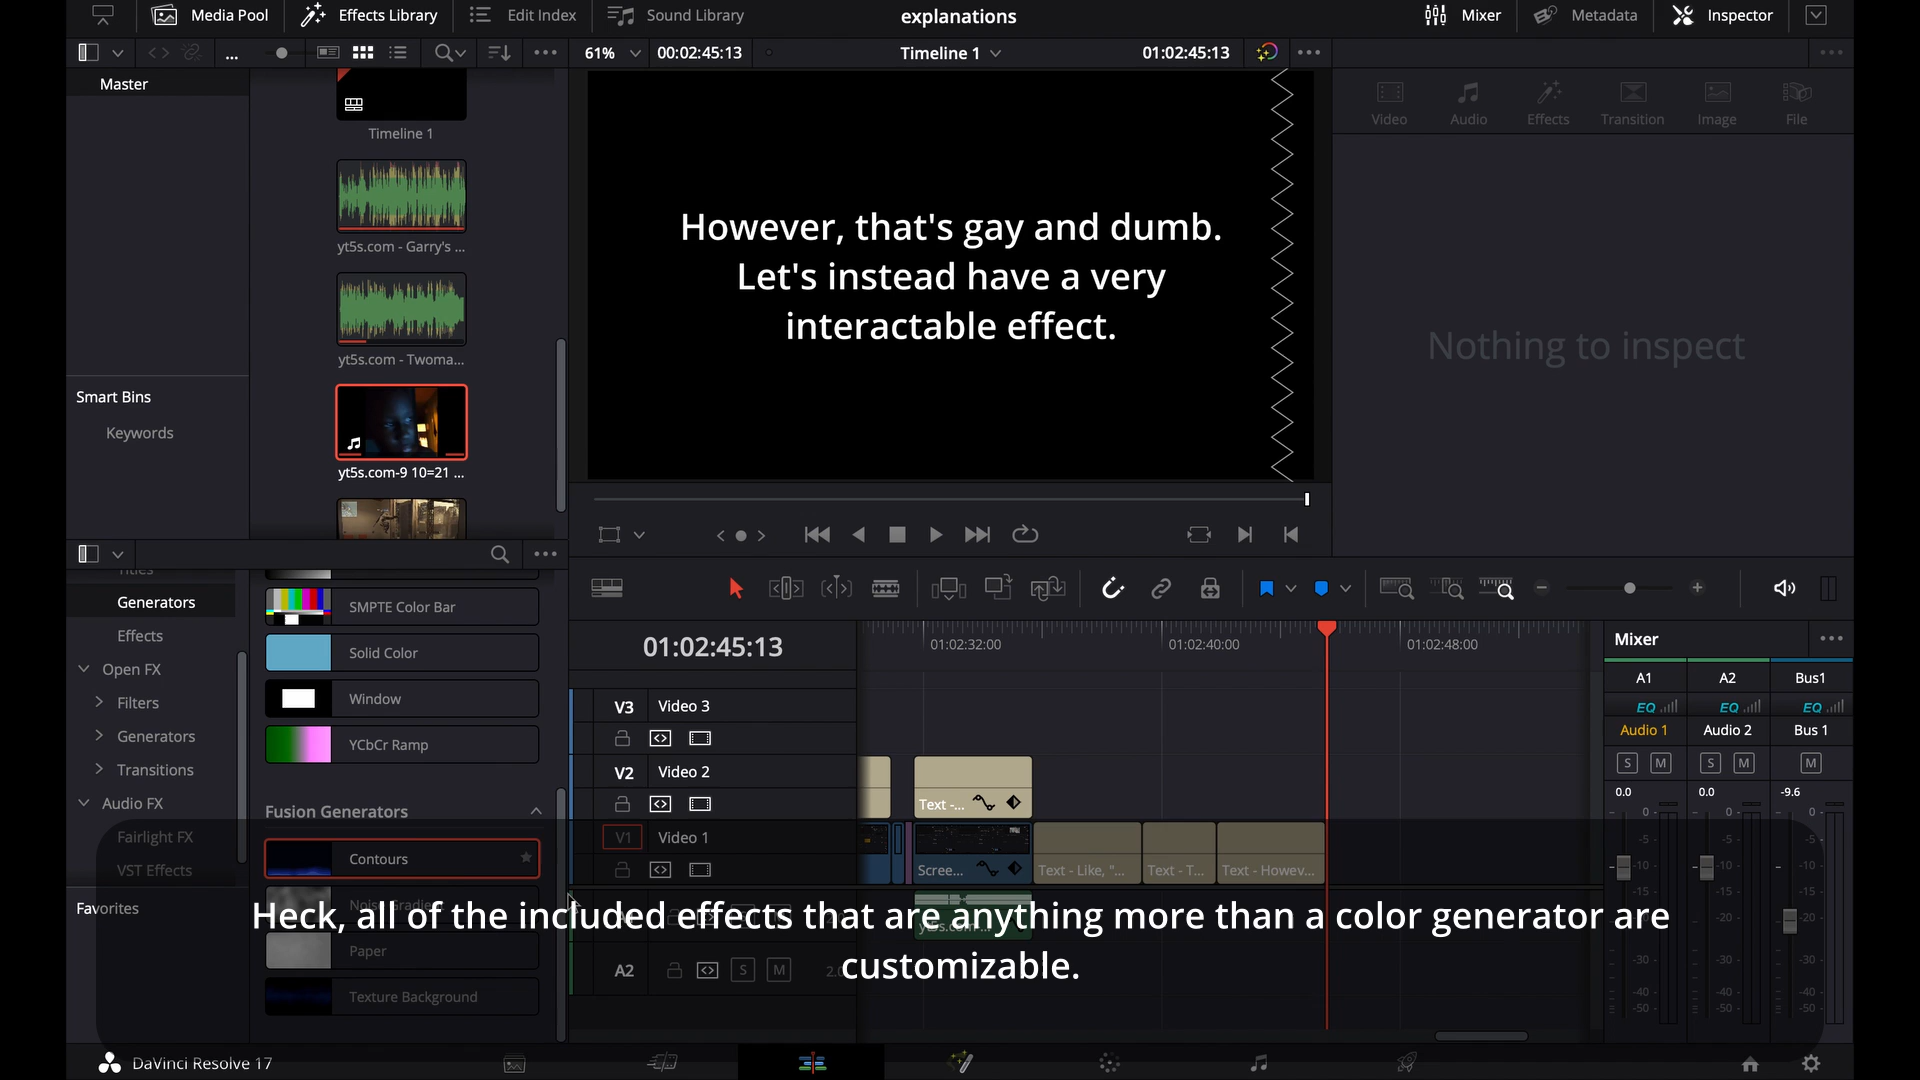 Media Pool
Effects Library
Edit Index
Sound Library
explanations
Mixer
Metadata
Inspector
...
61%
00:02:45:13
Timeline 1
01:02:45:13
Master
Timeline 1
yt5s.com - Garry's ...
yt5s.com - Twoma...
yt5s.com-9 10=21 ...
Smart Bins
Keywords
However, that's gay and dumb.
Let's instead have a very
interactable effect.
Video
Audio
Effects
Transition
Image
File
Nothing to inspect
Titles
Generators
Effects
Open FX
Filters
Generators
Transitions
Audio FX
Fairlight FX
VST Effects
Favorites
SMPTE Color Bar
Solid Color
Window
YCbCr Ramp
Fusion Generators
Contours
Noise Gradient
Paper
Texture Background
01:02:45:13
01:02:32:00
01:02:40:00
01:02:48:00
V3
Video 3
V2
Video 2
V1
Video 1
Text -...
Scree...
Text - Like, "...
Text - T...
Text - Howev...
yt5s.com...
A2
S
M
2.0
Mixer
A1
A2
Bus1
EQ
EQ
EQ
Audio 1
Audio 2
Bus 1
S
M
S
M
M
0.0
0.0
-9.6
0
0
0
-5
-5
-5
-10
-10
-10
-15
-15
-15
-20
-20
-20
-30
-30
-30
-40
-40
-40
-50
-50
-50
Heck, all of the included effects that are anything more than a color generator are
customizable.
DaVinci Resolve 17